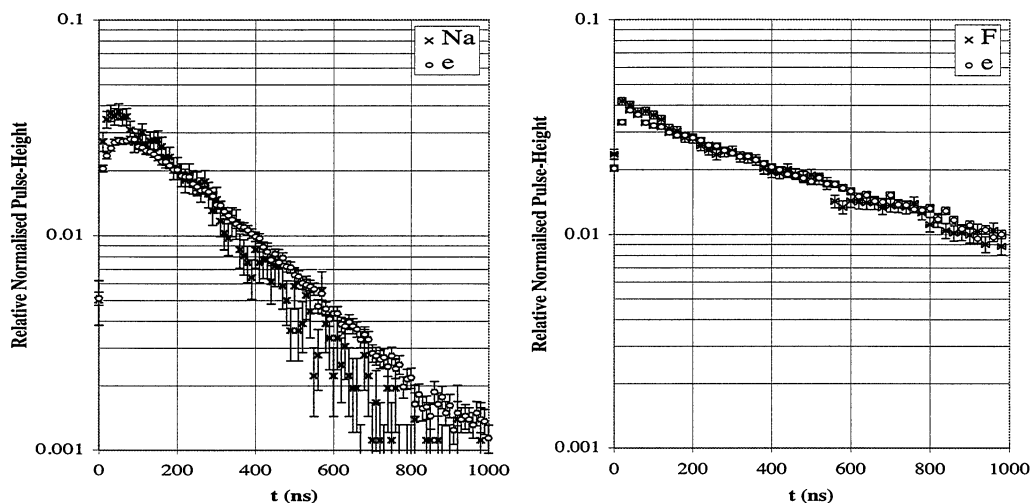 0.1
Na
e
0.01
0.001
Relative Normalised Pulse-Height
0
200
400
600
800
1000
t (ns)
0.1
F
e
0.01
0.001
Relative Normailsed Pulse-Height
0
200
400
600
800
1000
t (ns)